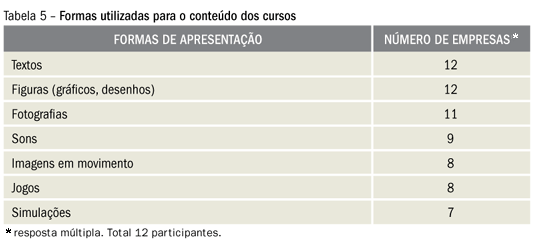 Tabela 5 – Formas utilizadas para o conteúdo dos cursos
FORMAS DE APRESENTAÇÃO NÚMERO DE EMPRESAS *
Textos 12
Figuras (gráficos, desenhos) 12
Fotografias 11
Sons 9
Imagens em movimento 8
Jogos 8
Simulações 7
* resposta múltipla. Total 12 participantes.